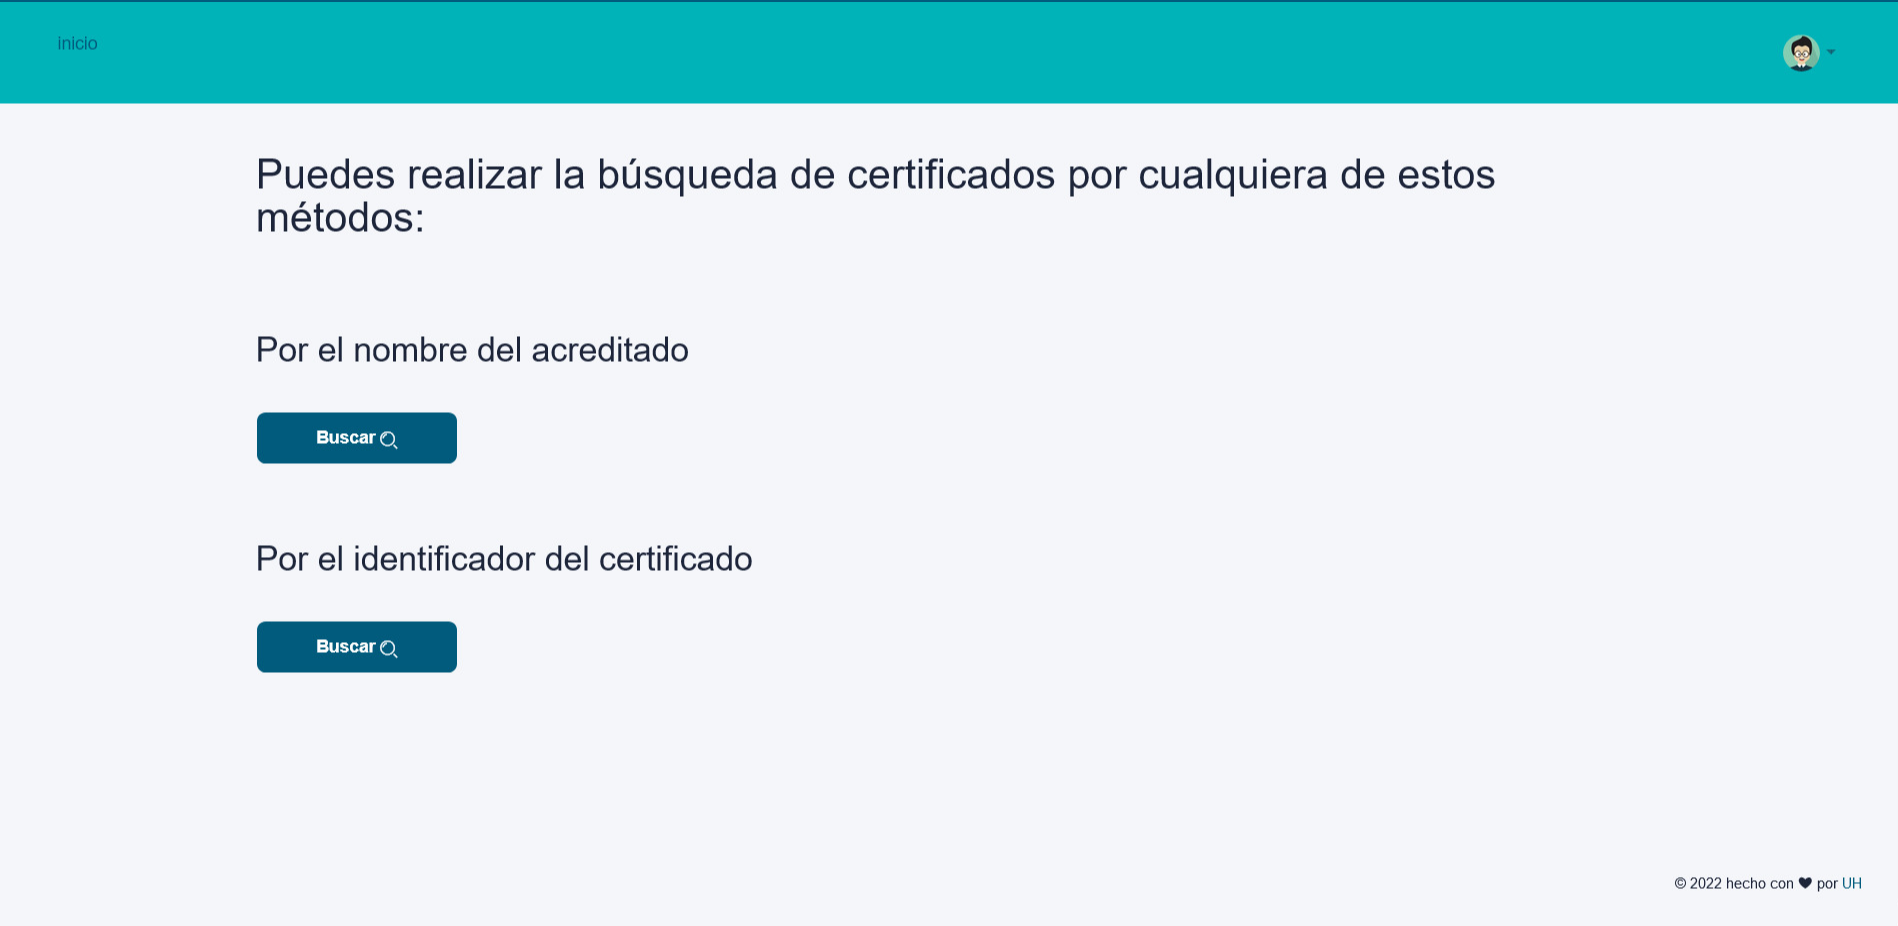 inicio
Puedes realizar la búsqueda de certificados por cualquiera de estos
métodos:
Por el nombre del acreditado
Buscar
Por el identificador del certificado
Buscar
© 2022 hecho con ♥ por UH